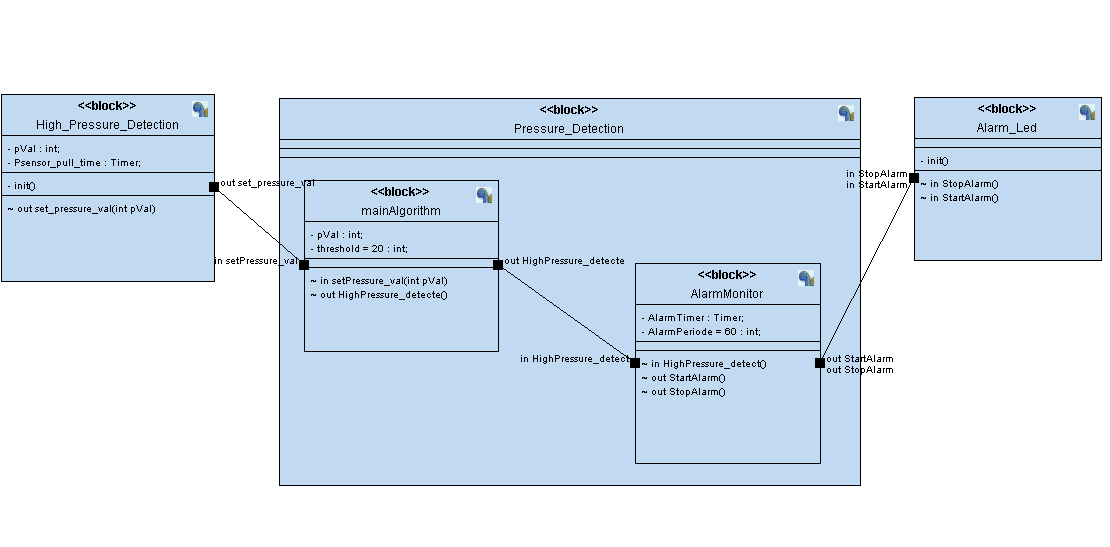 <<block>>
High_Pressure_Detection
- pVal : int;
- Psensor_pull_time : Timer;
- init()
~ out set_pressure_val(int pVal)
out set_pressure_val
<<block>>
Pressure_Detection
<<block>>
mainAlgorithm
- pVal : int;
- threshold = 20 : int;
~ in setPressure_val(int pVal)
~ out HighPressure_detecte()
in setPressure_val
out HighPressure_detecte
<<block>>
AlarmMonitor
- AlarmTimer : Timer;
- AlarmPeriode = 60 : int;
~ in HighPressure_detect()
~ out StartAlarm()
~ out StopAlarm()
in HighPressure_detect
out StartAlarm
out StopAlarm
<<block>>
Alarm_Led
- init()
~ in StopAlarm()
~ in StartAlarm()
in StopAlarm
in StartAlarm